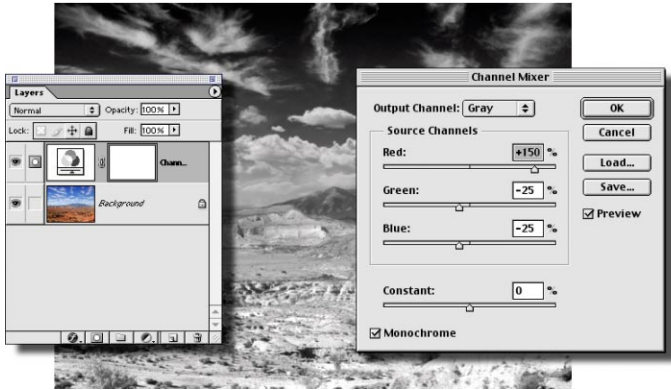 Layers
Normal
Opacity: 100%
Lock:
Fill: 100%
Chann...
Background
Channel Mixer
Output Channel: Gray
Source Channels
Red: +150 %
Green: -25 %
Blue: -25 %
Constant: 0 %
Monochrome
OK
Cancel
Load...
Save...
Preview